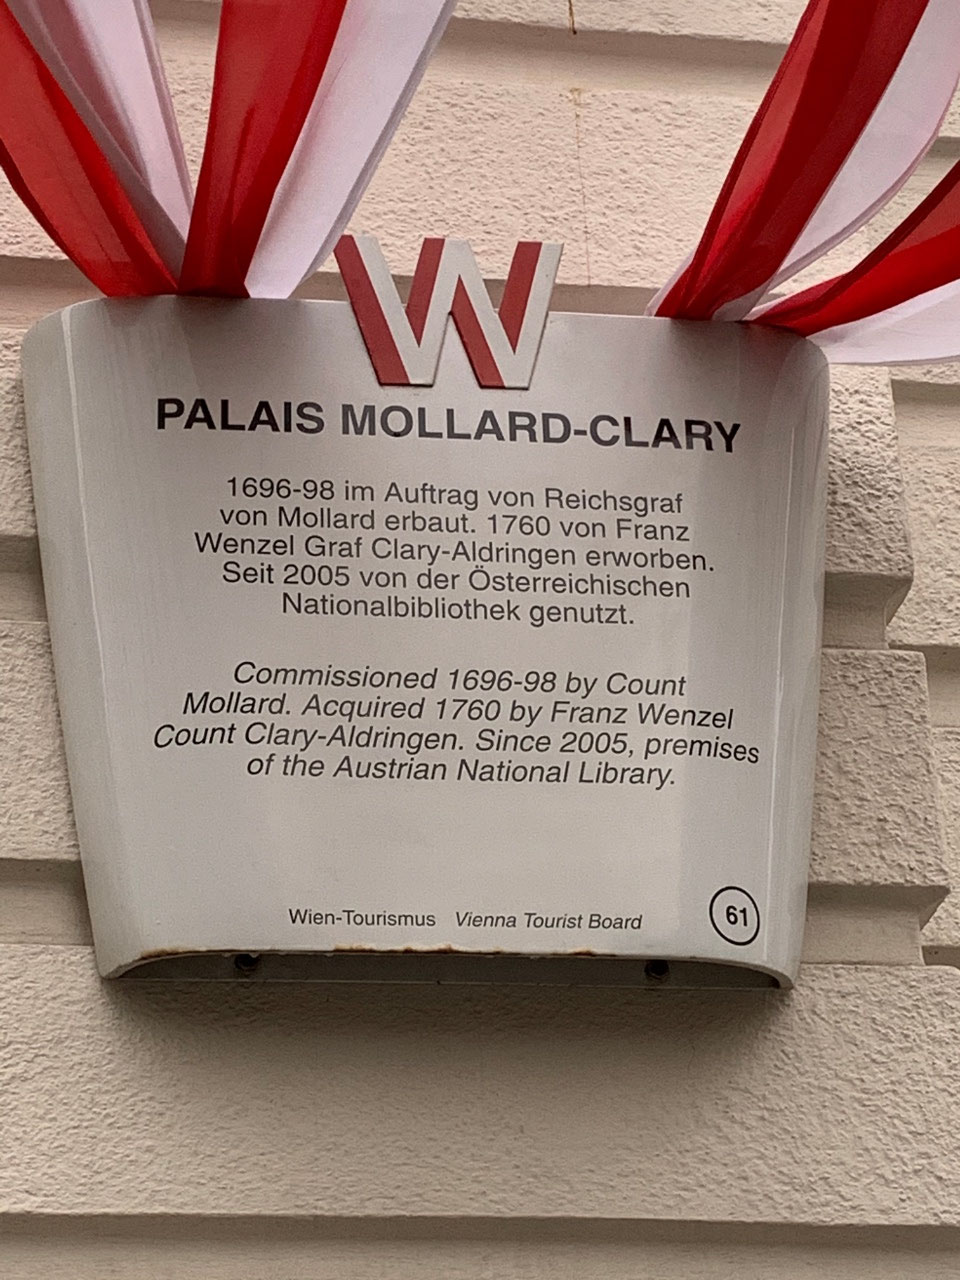 W
PALAIS MOLLARD-CLARY
1696-98 im Auftrag von Reichsgraf
von Mollard erbaut. 1760 von Franz
Wenzel Graf Clary-Aldringen erworben.
Seit 2005 von der Österreichischen
Nationalbibliothek genutzt.
Commissioned 1696-98 by Count
Mollard. Acquired 1760 by Franz Wenzel
Count Clary-Aldringen. Since 2005, premises
of the Austrian National Library.
Wien-Tourismus Vienna Tourist Board
61